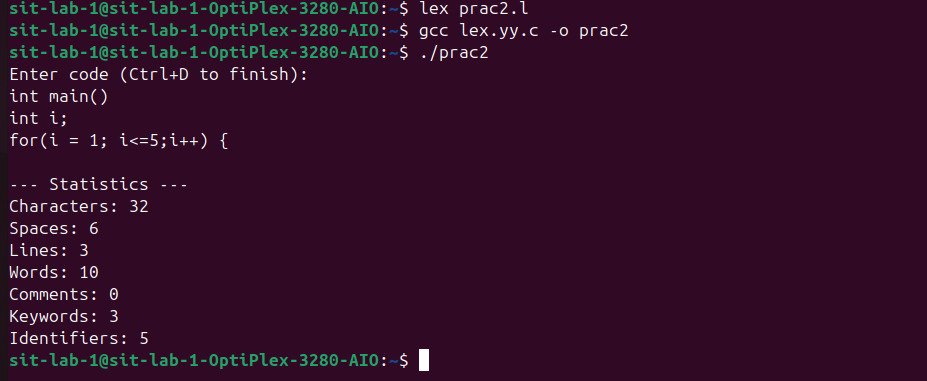 sit-lab-1@sit-lab-1-OptiPlex-3280-AIO:~$ lex prac2.l
sit-lab-1@sit-lab-1-OptiPlex-3280-AIO:~$ gcc lex.yy.c -o prac2
sit-lab-1@sit-lab-1-OptiPlex-3280-AIO:~$ ./prac2
Enter code (Ctrl+D to finish):
int main()
int i;
for(i = 1; i<=5;i++) {
--- Statistics ---
Characters: 32
Spaces: 6
Lines: 3
Words: 10
Comments: 0
Keywords: 3
Identifiers: 5
sit-lab-1@sit-lab-1-OptiPlex-3280-AIO:~$